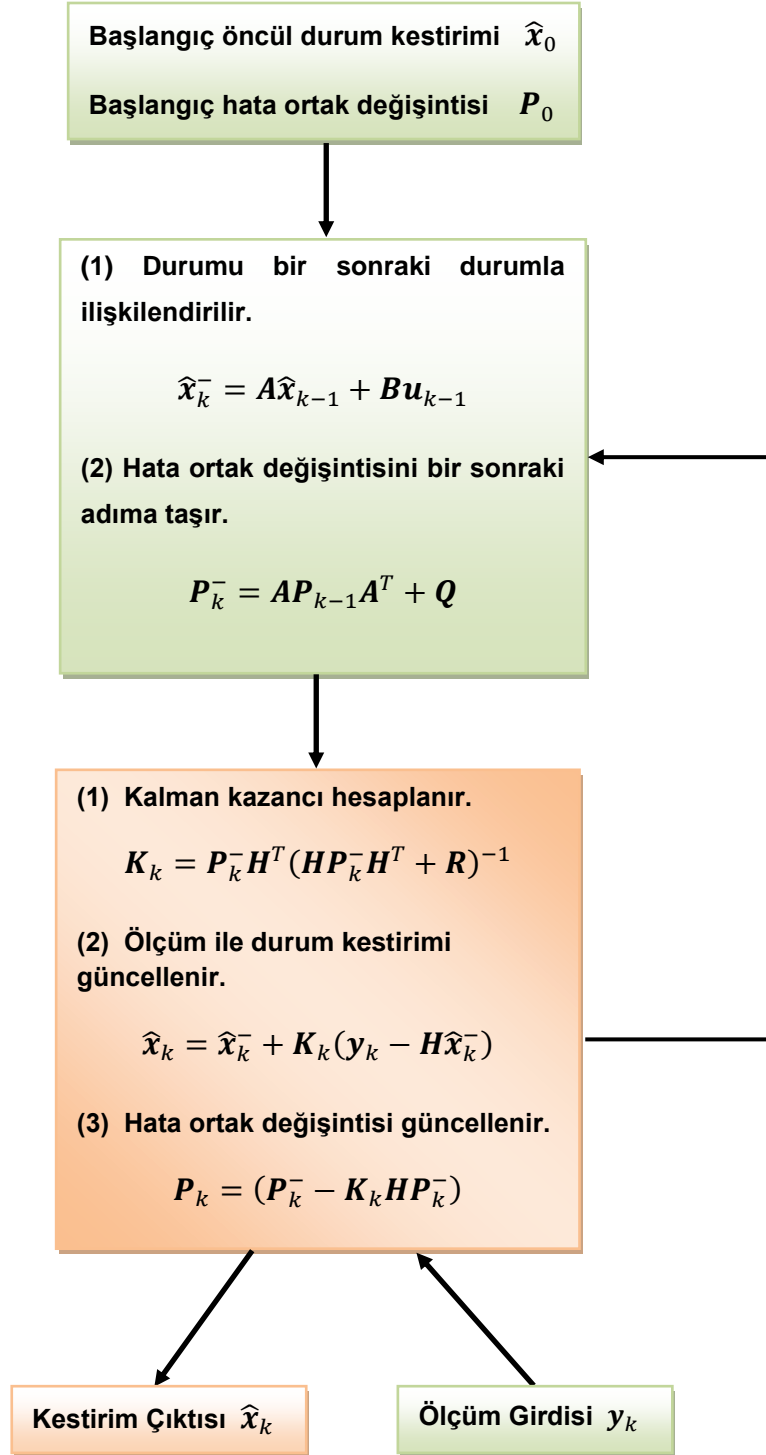 Başlangıç öncül durum kestirimi x̂₀
Başlangıç hata ortak değişintisi P₀
(1) Durumu bir sonraki durumla
ilişkilendirilir.
x̂ₖ⁻ = Ax̂ₖ₋₁ + Buₖ₋₁
(2) Hata ortak değişintisini bir sonraki
adıma taşır.
Pₖ⁻ = APₖ₋₁Aᵀ + Q
(1) Kalman kazancı hesaplanır.
Kₖ = Pₖ⁻Hᵀ(HPₖ⁻Hᵀ + R)⁻¹
(2) Ölçüm ile durum kestirimi
güncellenir.
x̂ₖ = x̂ₖ⁻ + Kₖ(yₖ − Hx̂ₖ⁻)
(3) Hata ortak değişintisi güncellenir.
Pₖ = (Pₖ⁻ − KₖHPₖ⁻)
Kestirim Çıktısı x̂ₖ
Ölçüm Girdisi yₖ